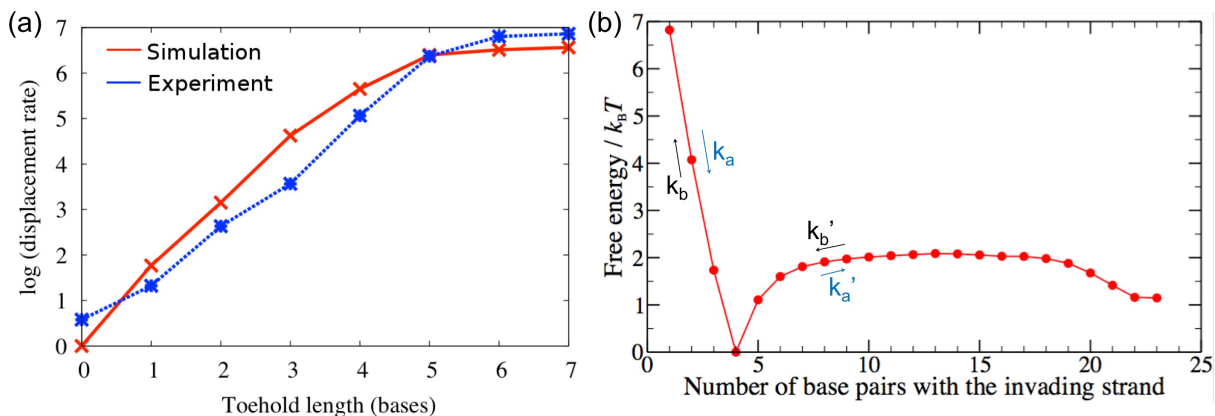 (a)
7
6
5
4
3
2
1
0
log (displacement rate)
Simulation
Experiment
0 1 2 3 4 5 6 7
Toehold length (bases)
(b)
7
6
5
4
3
2
1
0
Free energy / kBT
ka
kb
kb’
ka’
0 5 10 15 20 25
Number of base pairs with the invading strand